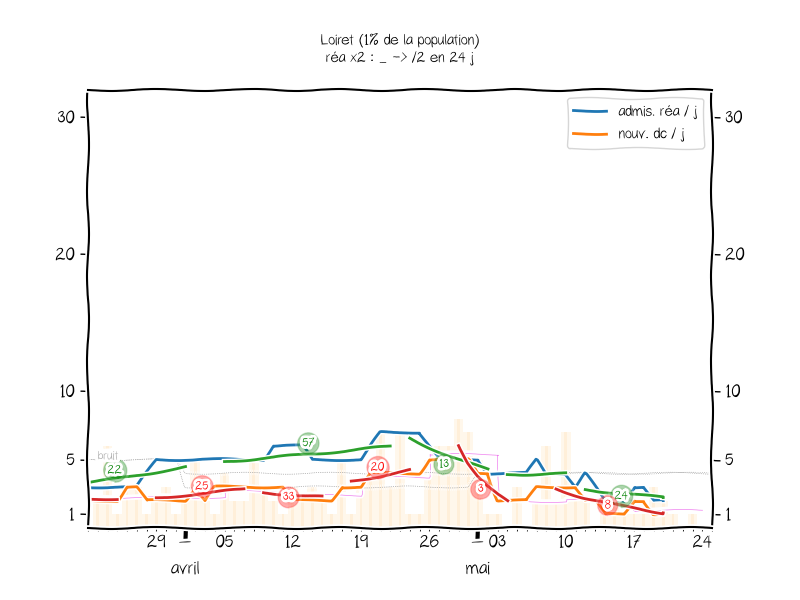 Loiret (1% de la population)
réa x2 : _ -> /2 en 24 j
admis. réa / j
nouv. dc / j
30 30
20 20
10 10
5 5
1 1
bruit
22 25 57 33 20 13 3 8 24
29 05 12 19 26 03 10 17 24
avril mai